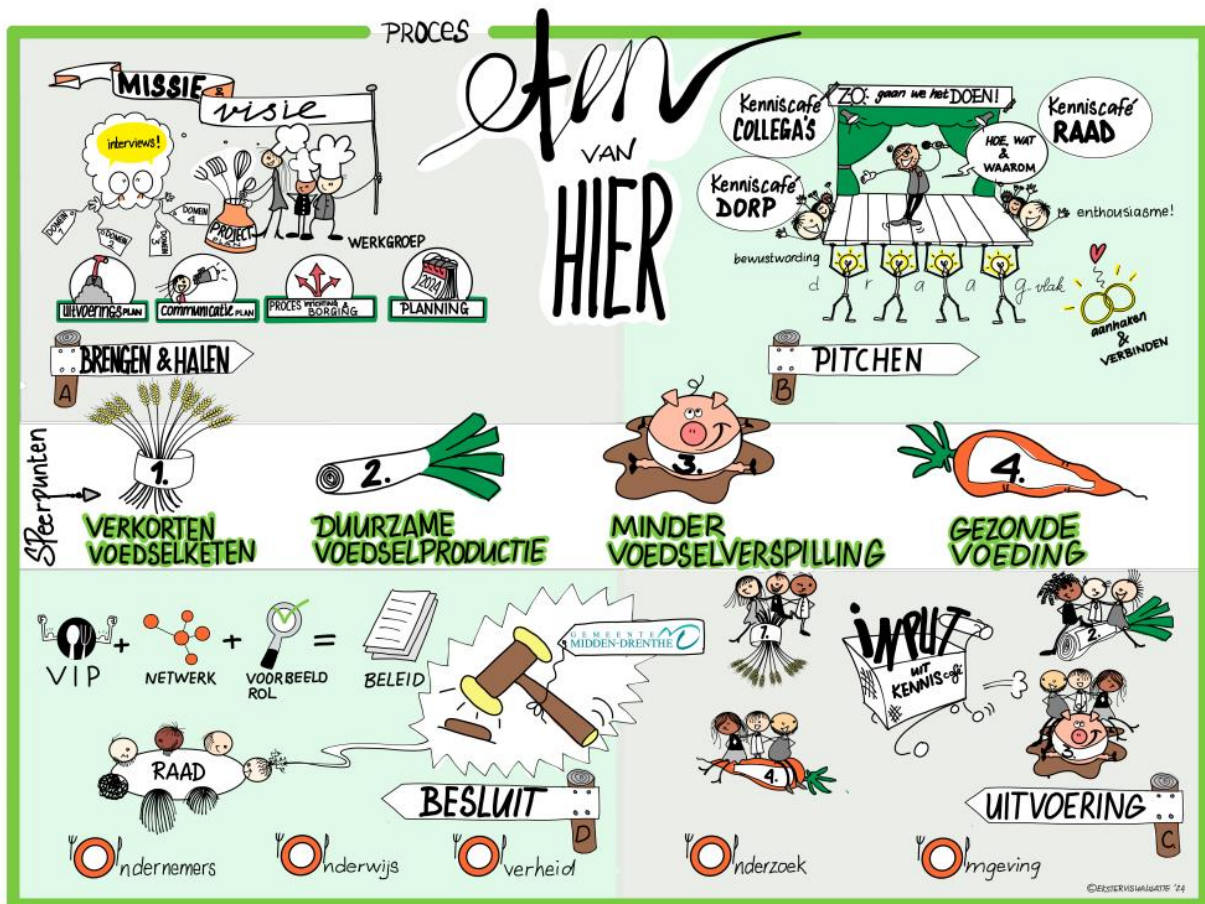 PROCES
eten
VAN
HIER
MISSIE &
visie
interviews!
DOMEIN 1
DOMEIN 2
DOMEIN 3
DOMEIN 4
PROJECT
PLAN
WERKGROEP
UITVOERINGSPLAN
communicatiePLAN
PROCES INRICHTING & BORGING
2024
PLANNING
A
BRENGEN & HALEN
Kenniscafé
COLLEGA'S
ZO: gaan we het DOEN!
Kenniscafé
RAAD
HOE, WAT
&
WAAROM
Kenniscafé
DORP
enthousiasme!
bewustwording
d r a a g-vlak
aanhaken
&
VERBINDEN
B
PITCHEN
Speerpunten
1.
VERKORTEN
VOEDSELKETEN
2.
DUURZAME
VOEDSELPRODUCTIE
3.
MINDER
VOEDSELVERSPILLING
4.
GEZONDE
VOEDING
VIP
+
NETWERK
+
VOORBEELD
ROL
=
BELEID
GEMEENTE
MIDDEN-DRENTHE
RAAD
BESLUIT
D
1.
INPUT
UIT
KENNIScafé
2.
3.
4.
UITVOERING
C
Ondernemers
Onderwijs
Overheid
Onderzoek
Omgeving
©EKSTERVISUALISATIE '24